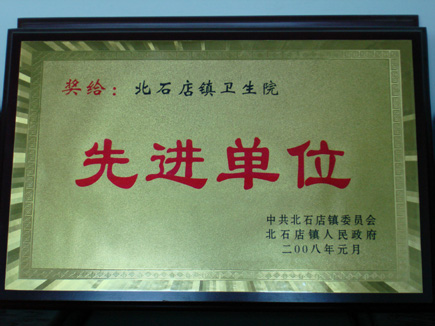 奖给：北石店镇卫生院
先进单位
中共北石店镇委员会
北石店镇人民政府
二00八年元月